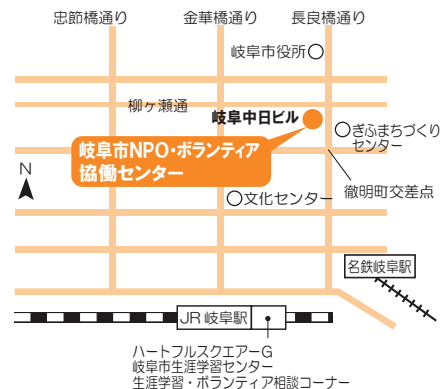 忠節橋通り
金華橋通り
長良橋通り
岐阜市役所
柳ヶ瀬通
岐阜中日ビル
ぎふまちづくり
センター
岐阜市NPO・ボランティア
協働センター
N
文化センター
徹明町交差点
名鉄岐阜駅
JR岐阜駅
ハートフルスクエアーG
岐阜市生涯学習センター
生涯学習・ボランティア相談コーナー